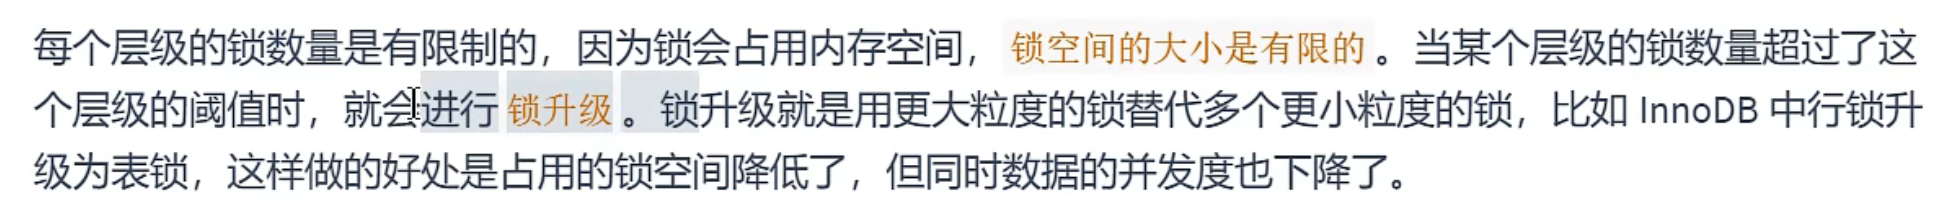 每个层级的锁数量是有限制的，因为锁会占用内存空间， 锁空间的大小是有限的 。当某个层级的锁数量超过了这
个层级的阈值时，就会进行 锁升级 。锁升级就是用更大粒度的锁替代多个更小粒度的锁，比如 InnoDB 中行锁升
级为表锁，这样做的好处是占用的锁空间降低了，但同时数据的并发度也下降了。